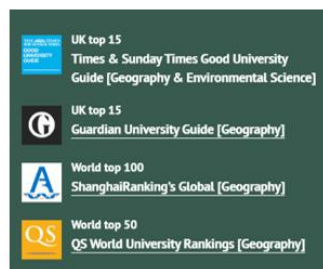 UK top 15
Times & Sunday Times Good University
Guide [Geography & Environmental Science]
UK top 15
Guardian University Guide [Geography]
World top 100
ShanghaiRanking's Global [Geography]
QS
World top 50
QS World University Rankings [Geography]